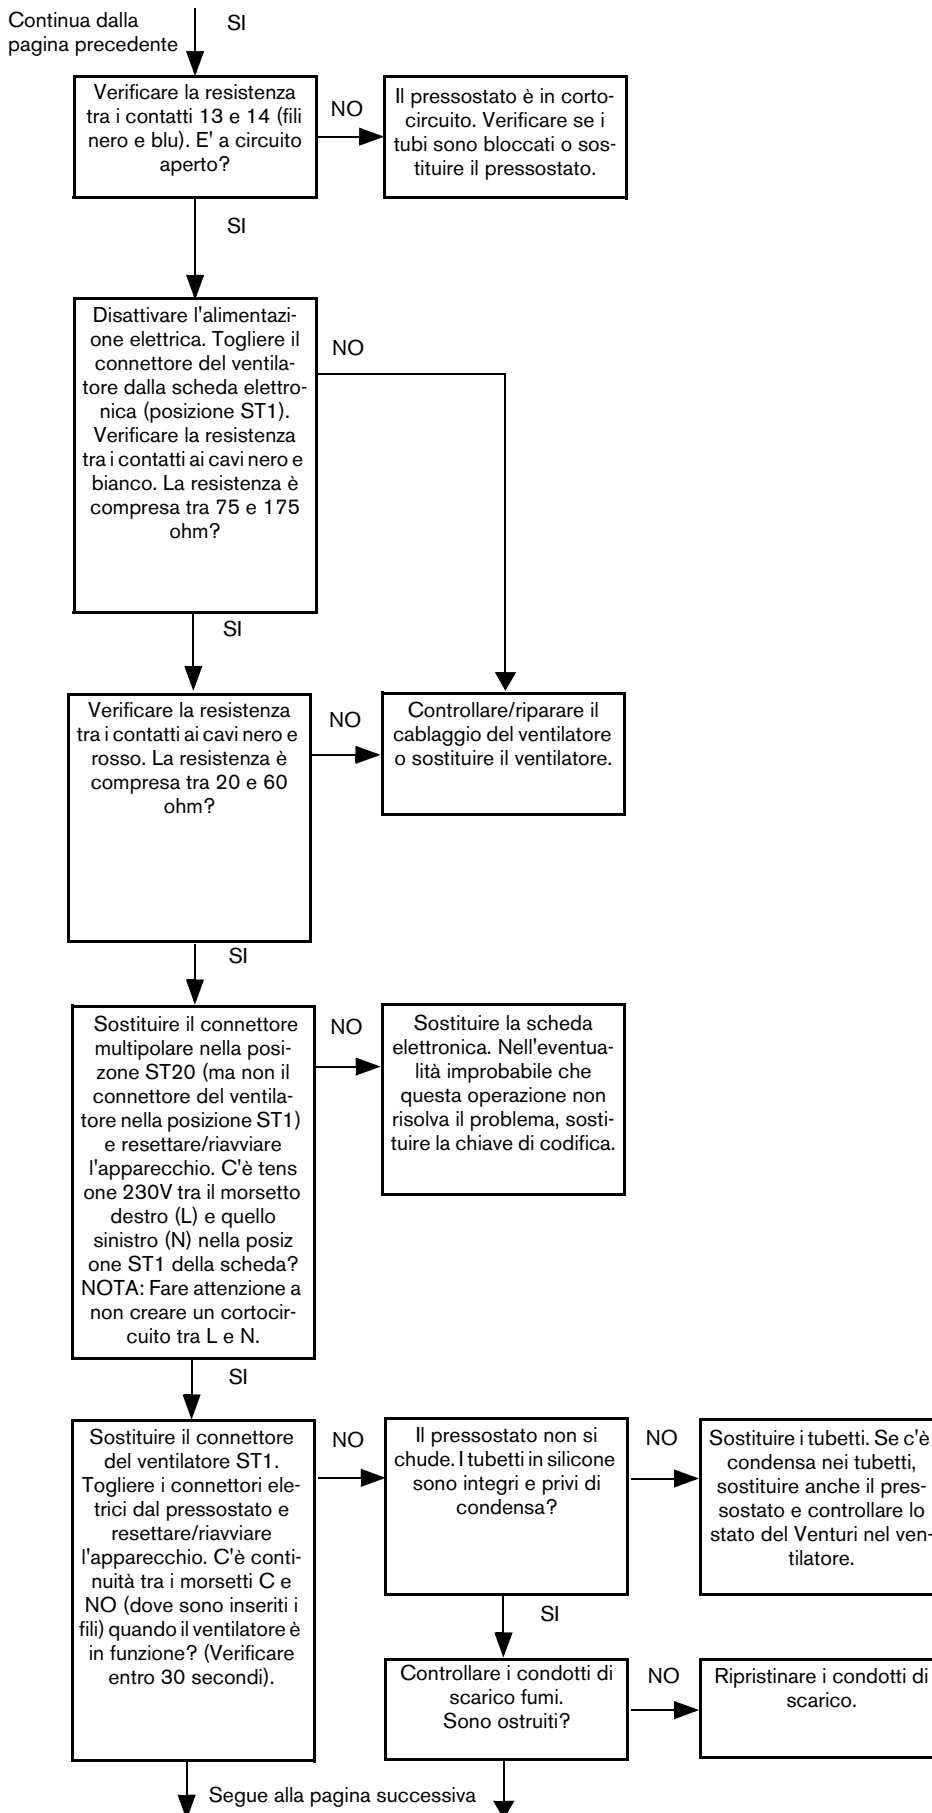 Continua dalla
pagina precedente
SI
Verificare la resistenza
tra i contatti 13 e 14 (fili
nero e blu). E' a circuito
aperto?
NO
Il pressostato è in corto-
circuito. Verificare se i
tubi sono bloccati o sos-
tituire il pressostato.
SI
Disattivare l'alimentazi-
one elettrica. Togliere il
connettore del ventila-
tore dalla scheda elettro-
nica (posizione ST1).
Verificare la resistenza
tra i contatti ai cavi nero e
bianco. La resistenza è
compresa tra 75 e 175
ohm?
NO
SI
Verificare la resistenza
tra i contatti ai cavi nero e
rosso. La resistenza è
compresa tra 20 e 60
ohm?
NO
Controllare/riparare il
cablaggio del ventilatore
o sostituire il ventilatore.
SI
Sostituire il connettore
multipolare nella posi-
zone ST20 (ma non il
connettore del ventila-
tore nella posizione ST1)
e resettare/riavviare
l'apparecchio. C'è tens
one 230V tra il morsetto
destro (L) e quello
sinistro (N) nella posiz
one ST1 della scheda?
NOTA: Fare attenzione a
non creare un cortocir-
cuito tra L e N.
NO
Sostituire la scheda
elettronica. Nell'eventua-
lità improbabile che
questa operazione non
risolva il problema, sosti-
tuire la chiave di codifica.
SI
Sostituire il connettore
del ventilatore ST1.
Togliere i connettori ele-
trici dal pressostato e
resettare/riavviare
l'apparecchio. C'è conti-
nuità tra i morsetti C e
NO (dove sono inseriti i
fili) quando il ventilatore è
in funzione? (Verificare
entro 30 secondi).
NO
Il pressostato non si
chude. I tubetti in silicone
sono integri e privi di
condensa?
NO
Sostituire i tubetti. Se c'è
condensa nei tubetti,
sostituire anche il pres-
sostato e controllare lo
stato del Venturi nel ven-
tilatore.
SI
Controllare i condotti di
scarico fumi.
Sono ostruiti?
NO
Ripristinare i condotti di
scarico.
Segue alla pagina successiva